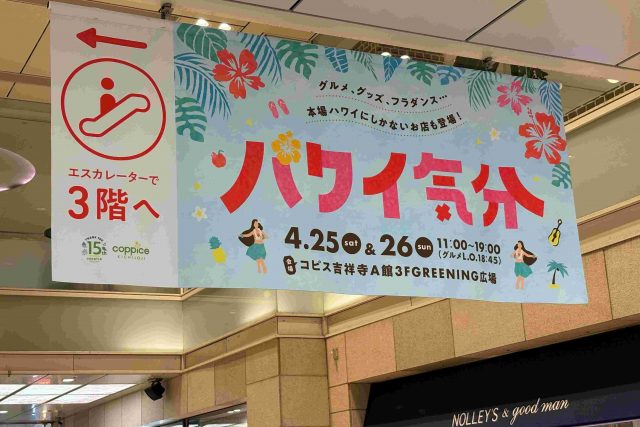 エスカレーターで
3階へ
15
coppice
KICHIJOJI
グルメ、グッズ、フラダンス…
本場ハワイにしかないお店も登場！
ハワイ気分
4.25 sat & 26 sun 11:00~19:00
(グルメL.O.18:45)
会場 コピス吉祥寺A館3FGREENING広場
NOLLEY'S & good man